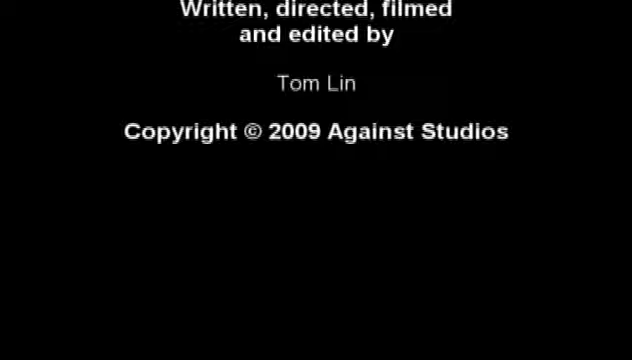 Written, directed, filmed
and edited by
Tom Lin
Copyright © 2009 Against Studios